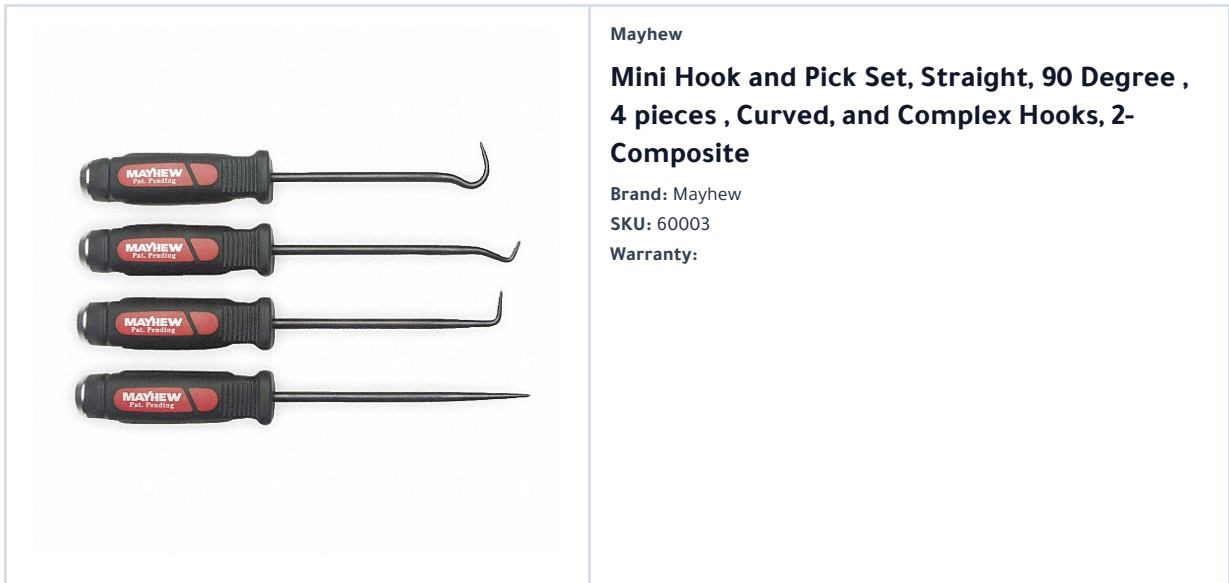 MAYHEW
Pat. Pending
MAYHEW
Pat. Pending
MAYHEW
Pat. Pending
MAYHEW
Pat. Pending
Mayhew
Mini Hook and Pick Set, Straight, 90 Degree ,
4 pieces , Curved, and Complex Hooks, 2-
Composite
Brand: Mayhew
SKU: 60003
Warranty: